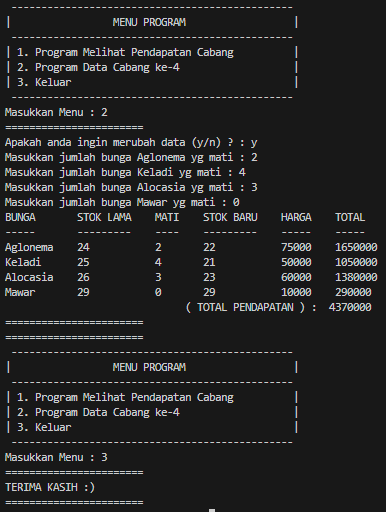 ---------------------------------------------
|                MENU PROGRAM                 |
---------------------------------------------
| 1. Program Melihat Pendapatan Cabang        |
| 2. Program Data Cabang ke-4                 |
| 3. Keluar                                   |
---------------------------------------------
Masukkan Menu : 2
=======================
Apakah anda ingin merubah data (y/n) ? : y
Masukkan jumlah bunga Aglonema yg mati : 2
Masukkan jumlah bunga Keladi yg mati : 4
Masukkan jumlah bunga Alocasia yg mati : 3
Masukkan jumlah bunga Mawar yg mati : 0
BUNGA       STOK LAMA    MATI    STOK BARU    HARGA    TOTAL
-----       ---------    ----    ---------    -----    -----
Aglonema    24           2       22           75000    1650000
Keladi      25           4       21           50000    1050000
Alocasia    26           3       23           60000    1380000
Mawar       29           0       29           10000    290000
                             ( TOTAL PENDAPATAN ) :  4370000
=======================
=======================
---------------------------------------------
|                MENU PROGRAM                 |
---------------------------------------------
| 1. Program Melihat Pendapatan Cabang        |
| 2. Program Data Cabang ke-4                 |
| 3. Keluar                                   |
---------------------------------------------
Masukkan Menu : 3
=======================
TERIMA KASIH :)
=======================